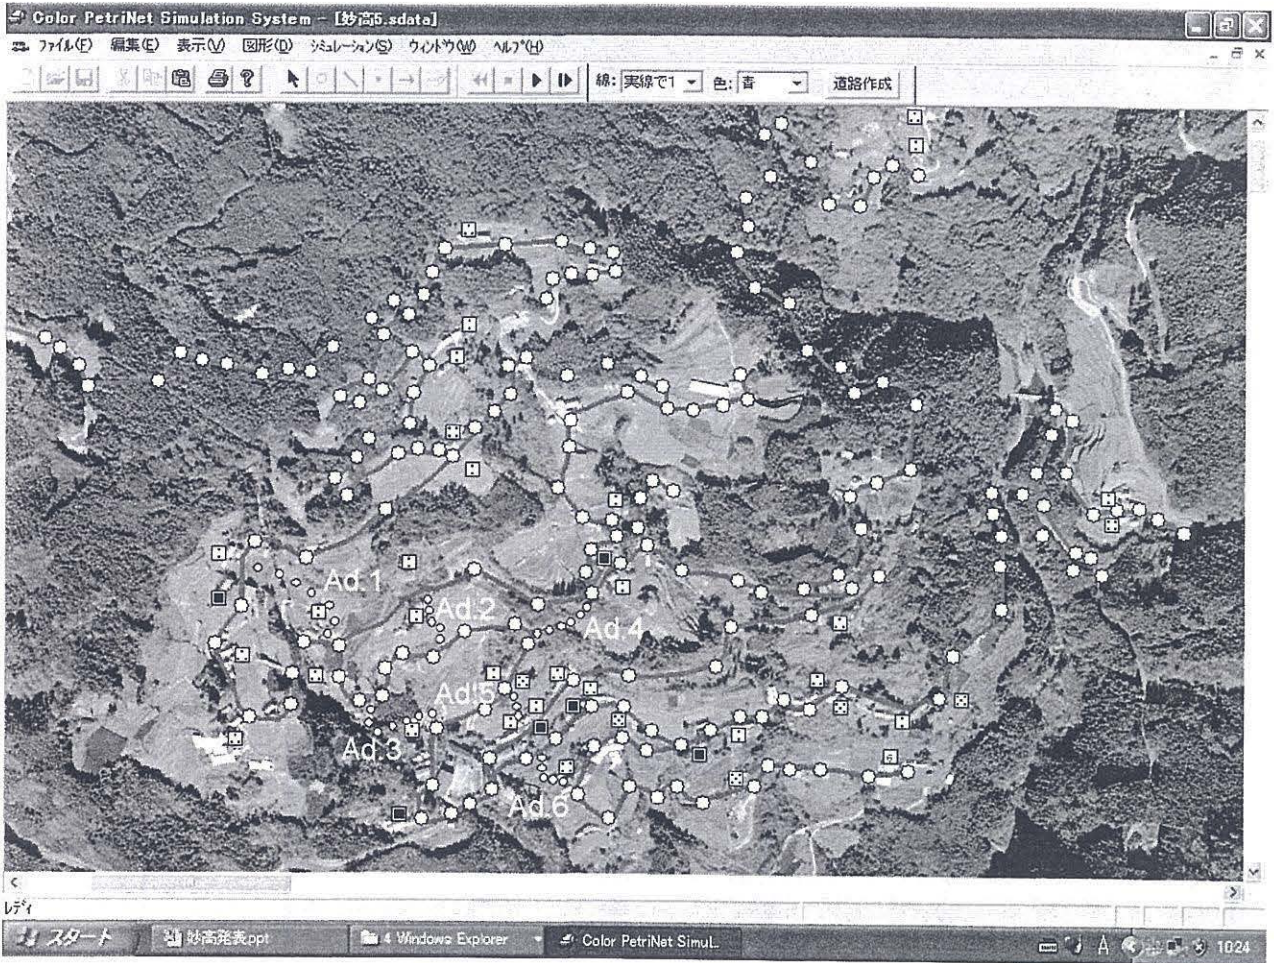 Color PetriNet Simulation System - [妙高5.sdata]
ファイル(F) 編集(E) 表示(V) 図形(D) シミュレーション(S) ウィンドウ(W) ヘルプ(H)
線: 実線で1 色: 青 道路作成
Ad.1
Ad.2
Ad.4
Ad.5
Ad.3
Ad.6
レディ
スタート 妙高発表.ppt 4 Windows Explorer Color PetriNet Simul... A 1024